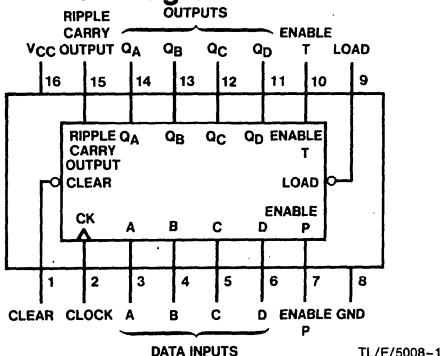 RIPPLE
CARRY
OUTPUT
OUTPUTS
ENABLE
T
VCC QA QB QC QD LOAD
16 15 14 13 12 11 10 9
RIPPLE QA QB QC QD ENABLE
CARRY T
OUTPUT
CLEAR LOAD
CK ENABLE
A B C D P
1 2 3 4 5 6 7 8
CLEAR CLOCK A B C D ENABLE GND
P
DATA INPUTS
TL/F/5008-1